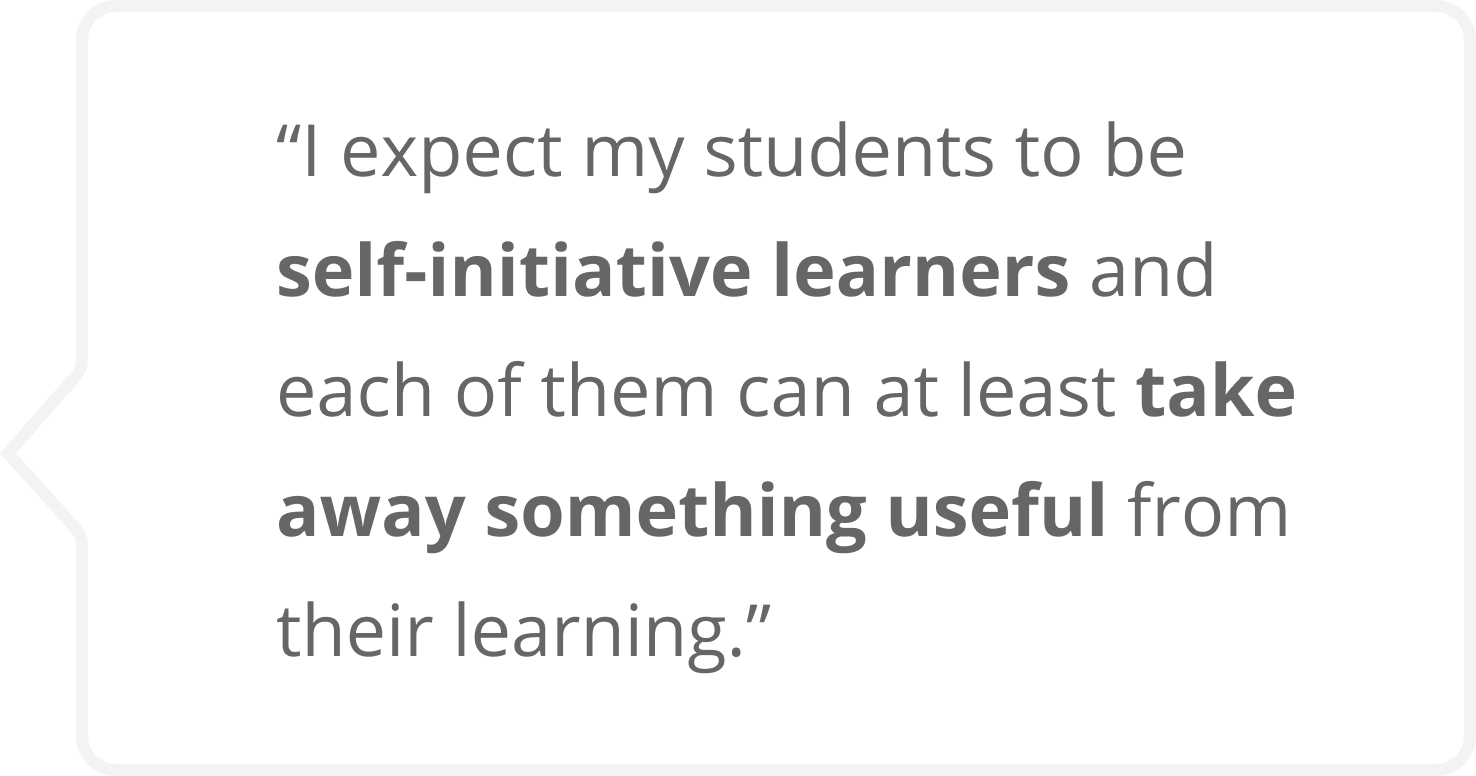 “I expect my students to be
self-initiative learners and
each of them can at least take
away something useful from
their learning.”